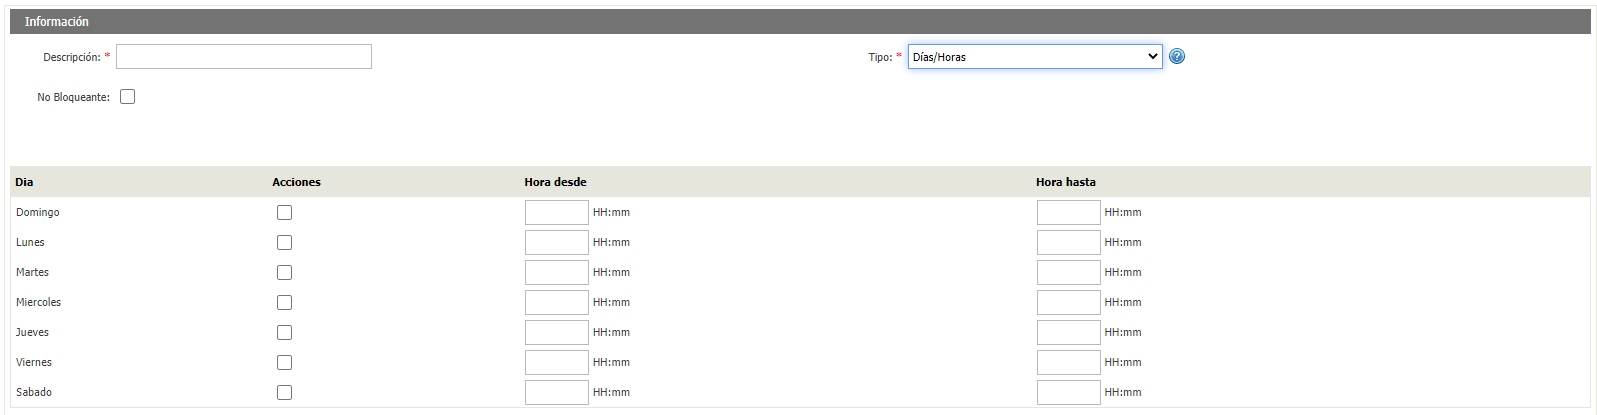 Información
Descripción: * Tipo: * Días/Horas ?
No Bloqueante:
Dia Acciones Hora desde Hora hasta
Domingo HH:mm HH:mm
Lunes HH:mm HH:mm
Martes HH:mm HH:mm
Miercoles HH:mm HH:mm
Jueves HH:mm HH:mm
Viernes HH:mm HH:mm
Sabado HH:mm HH:mm